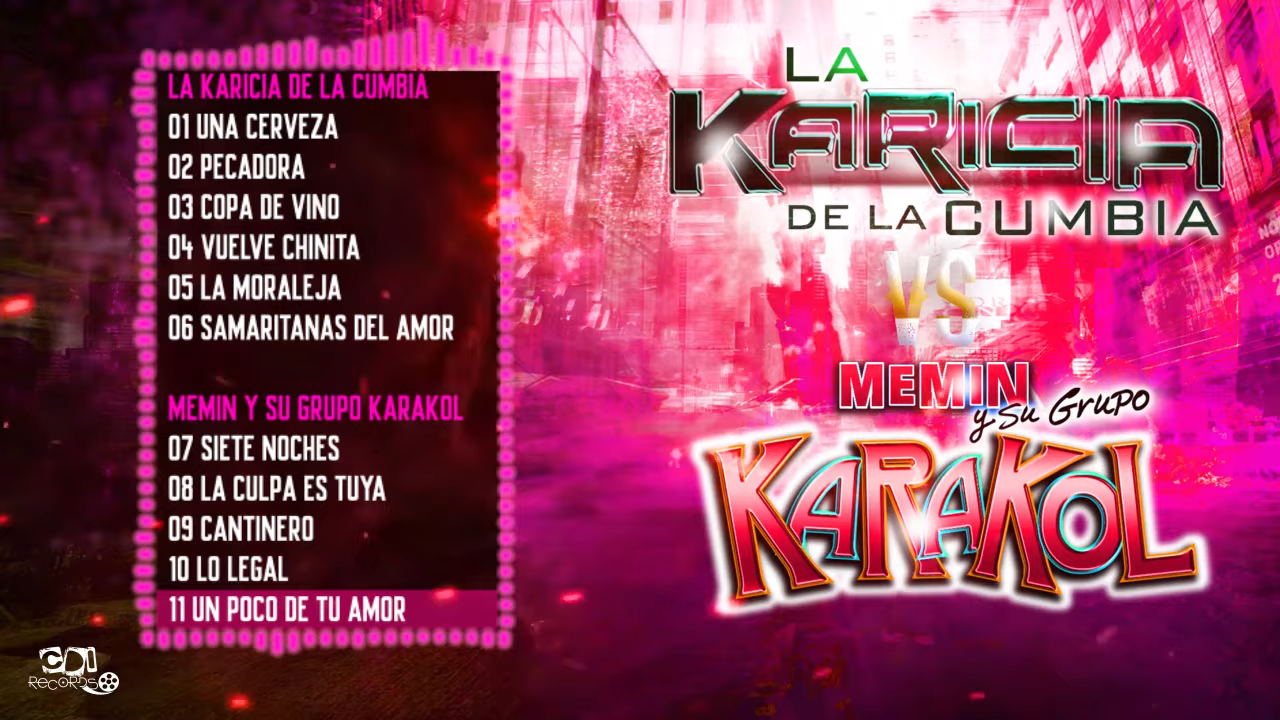 LA KARICIA DE LA CUMBIA
01 UNA CERVEZA
02 PECADORA
03 COPA DE VINO
04 VUELVE CHINITA
05 LA MORALEJA
06 SAMARITANAS DEL AMOR
MEMIN Y SU GRUPO KARAKOL
07 SIETE NOCHES
08 LA CULPA ES TUYA
09 CANTINERO
10 LO LEGAL
11 UN POCO DE TU AMOR
CDI
RECORDS
LA
KARICIA
DE LA CUMBIA
VS
MEMIN
y Su Grupo
KARAKOL